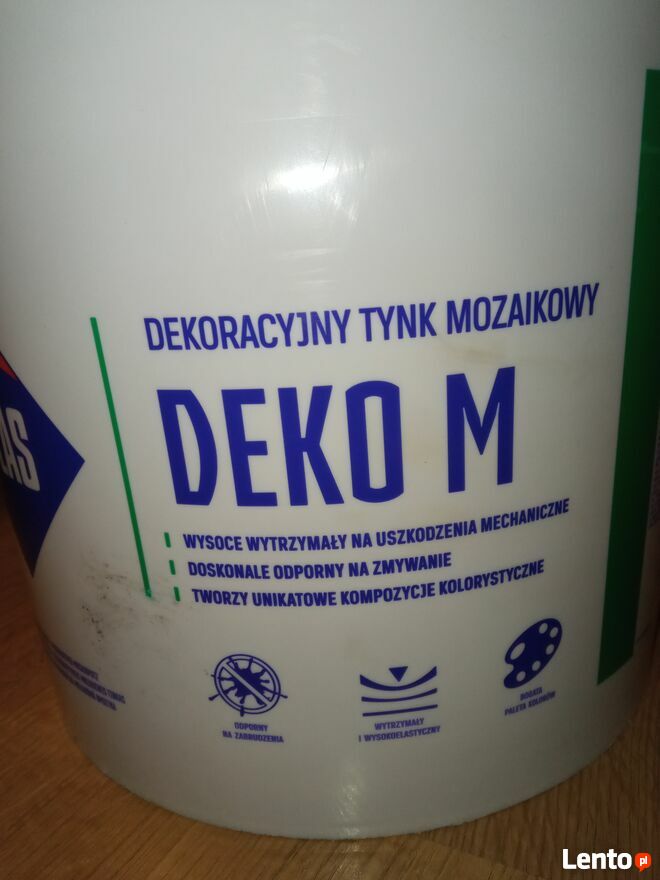 DEKORACYJNY TYNK MOZAIKOWY
DEKO M
WYSOCE WYTRZYMAŁY NA USZKODZENIA MECHANICZNE
DOSKONALE ODPORNY NA ZMYWANIE
TWORZY UNIKATOWE KOMPOZYCJE KOLORYSTYCZNE
LAS
ODPORNY
NA ZABRUDZENIA
WYTRZYMAŁY
I WYSOKOELASTYCZNY
BOGATA
PALETA KOLORÓW
Lento.pl